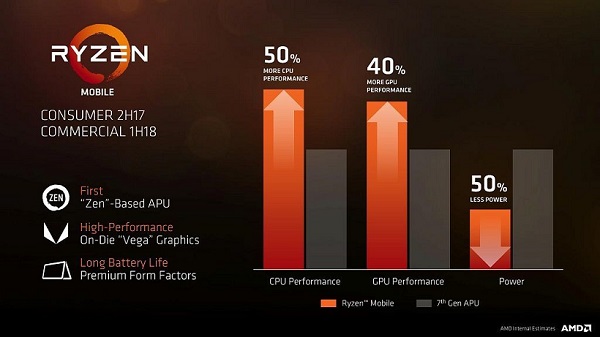 RYZEN
MOBILE
CONSUMER 2H17
COMMERCIAL 1H18
ZEN
First
"Zen"-Based APU
High-Performance
On-Die "Vega" Graphics
Long Battery Life
Premium Form Factors
50%
MORE CPU
PERFORMANCE
40%
MORE GPU
PERFORMANCE
50%
LESS POWER
CPU Performance
GPU Performance
Power
Ryzen™ Mobile
7th Gen APU
AMD Internal Estimates
AMD